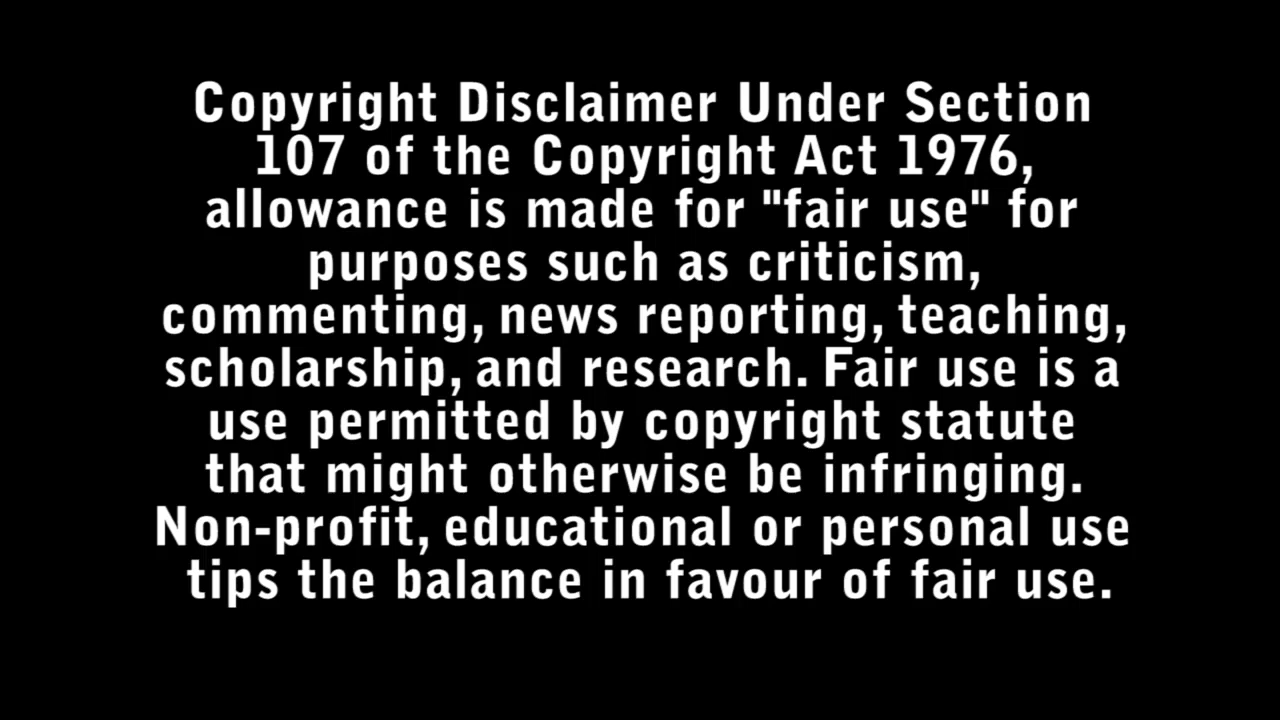 Copyright Disclaimer Under Section
107 of the Copyright Act 1976,
allowance is made for "fair use" for
purposes such as criticism,
commenting, news reporting, teaching,
scholarship, and research. Fair use is a
use permitted by copyright statute
that might otherwise be infringing.
Non-profit, educational or personal use
tips the balance in favour of fair use.